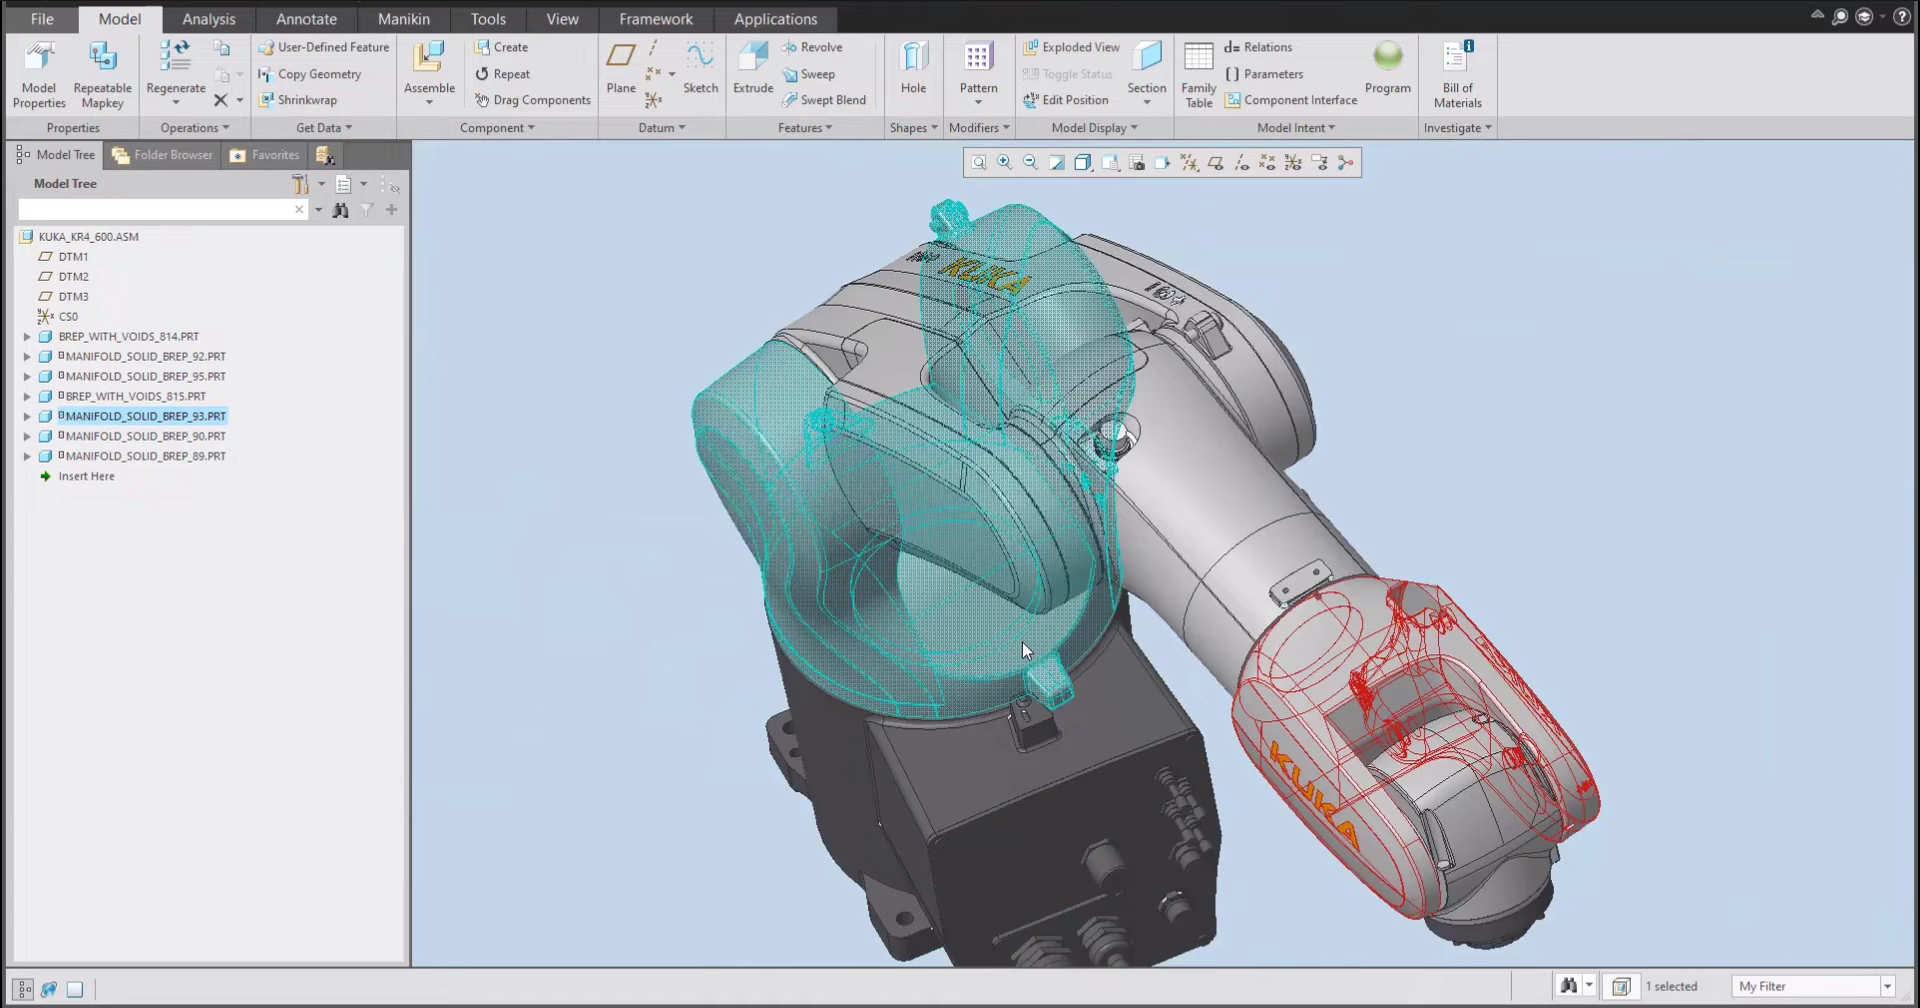 File Model Analysis Annotate Manikin Tools View Framework Applications
Model Properties
Repeatable Mapkey
Properties
Regenerate
Operations
User-Defined Feature
Copy Geometry
Shrinkwrap
Get Data
Assemble
Create
Repeat
Drag Components
Component
Plane
Sketch
Datum
Extrude
Revolve
Sweep
Swept Blend
Features
Hole
Shapes
Pattern
Modifiers
Exploded View
Toggle Status
Edit Position
Section
Model Display
Family Table
d= Relations
[] Parameters
Component Interface
Program
Model Intent
Bill of Materials
Investigate
Model Tree Folder Browser Favorites
Model Tree
KUKA_KR4_600.ASM
DTM1
DTM2
DTM3
CS0
BREP_WITH_VOIDS_814.PRT
MANIFOLD_SOLID_BREP_92.PRT
MANIFOLD_SOLID_BREP_95.PRT
BREP_WITH_VOIDS_815.PRT
MANIFOLD_SOLID_BREP_93.PRT
MANIFOLD_SOLID_BREP_90.PRT
MANIFOLD_SOLID_BREP_89.PRT
Insert Here
KUKA
KUKA
1 selected
My Filter